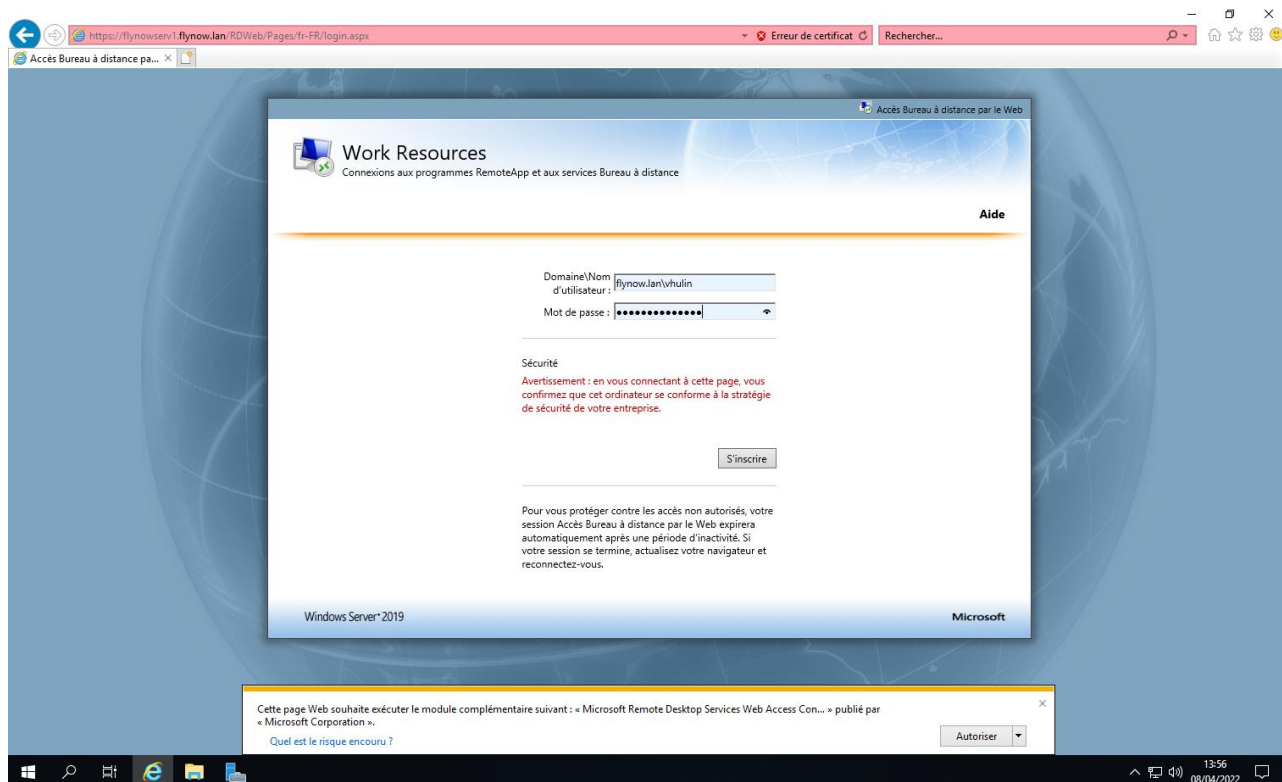 https://flynowserv1.flynow.lan/RDWeb/Pages/fr-FR/login.aspx
Erreur de certificat
Rechercher...
Accès Bureau à distance pa...
Accès Bureau à distance par le Web
Work Resources
Connexions aux programmes RemoteApp et aux services Bureau à distance
Aide
Domaine\Nom
d'utilisateur :
flynow.lan\vhulin
Mot de passe : ••••••••••••••
Sécurité
Avertissement : en vous connectant à cette page, vous
confirmez que cet ordinateur se conforme à la stratégie
de sécurité de votre entreprise.
S'inscrire
Pour vous protéger contre les accès non autorisés, votre
session Accès Bureau à distance par le Web expirera
automatiquement après une période d'inactivité. Si
votre session se termine, actualisez votre navigateur et
reconnectez-vous.
Windows Server® 2019
Microsoft
Cette page Web souhaite exécuter le module complémentaire suivant : « Microsoft Remote Desktop Services Web Access Con... » publié par
« Microsoft Corporation ».
Quel est le risque encouru ?
Autoriser
13:56
08/04/2022